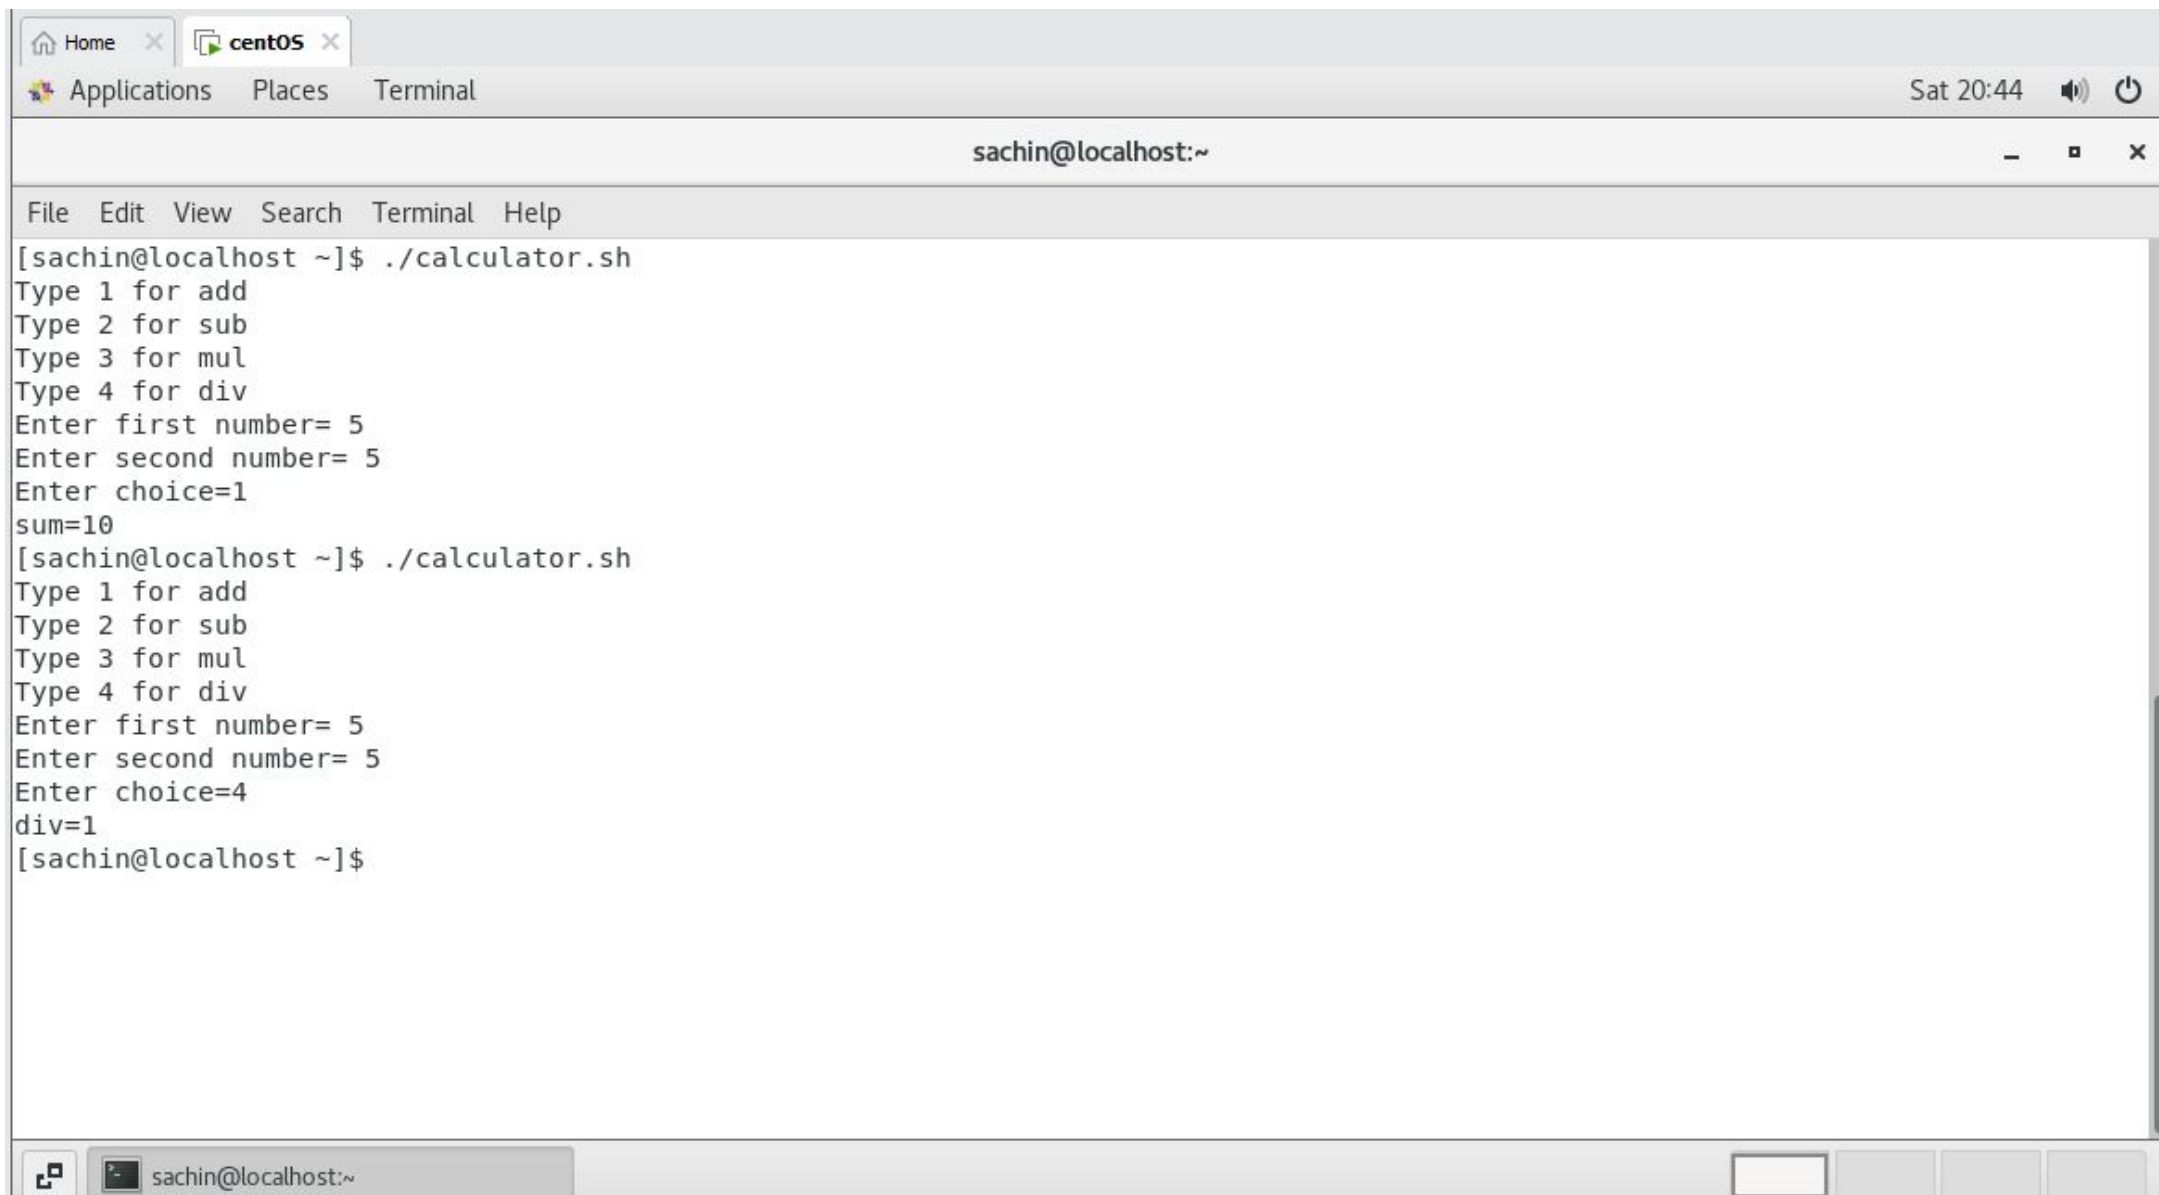 Home centOS
Applications Places Terminal Sat 20:44
sachin@localhost:~
File Edit View Search Terminal Help
[sachin@localhost ~]$ ./calculator.sh
Type 1 for add
Type 2 for sub
Type 3 for mul
Type 4 for div
Enter first number= 5
Enter second number= 5
Enter choice=1
sum=10
[sachin@localhost ~]$ ./calculator.sh
Type 1 for add
Type 2 for sub
Type 3 for mul
Type 4 for div
Enter first number= 5
Enter second number= 5
Enter choice=4
div=1
[sachin@localhost ~]$
sachin@localhost:~